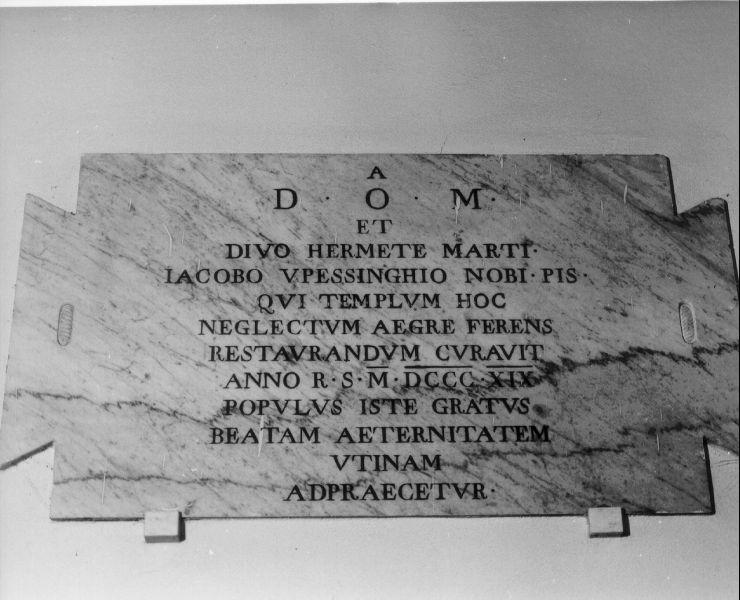 A
D · O · M ·
ET
DIVO HERMETE MARTI ·
IACOBO VPESSINGHIO NOBI · PIS ·
QVI TEMPLVM HOC
NEGLECTVM AEGRE FERENS
RESTAVRANDVM CVRAVIT
ANNO R · S · M · DCCC XIX
POPVLVS ISTE GRATVS
BEATAM AETERNITATEM
VTINAM
ADPRAECETVR ·